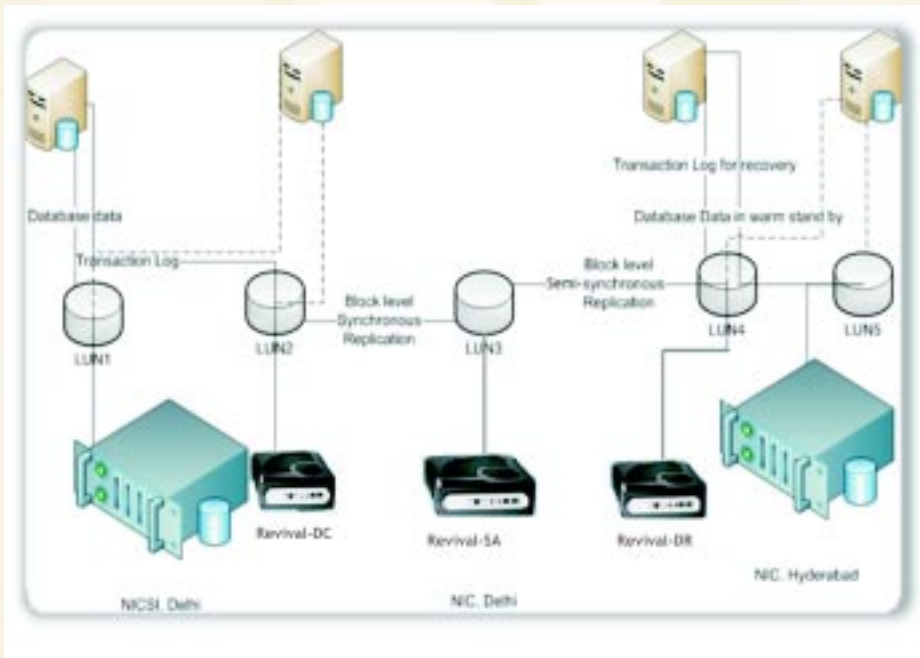 Transaction Log for recovery
Database data
Database Data in warm stand by
Transaction Log
Block level
Semi-synchronous
Replication
Block level
Synchronous
Replication
LUN1
LUN2
LUN3
LUN4
LUN5
Revival-DC
Revival-SA
Revival-DR
NIC, Hyderabad
NICSI, Delhi
NIC, Delhi